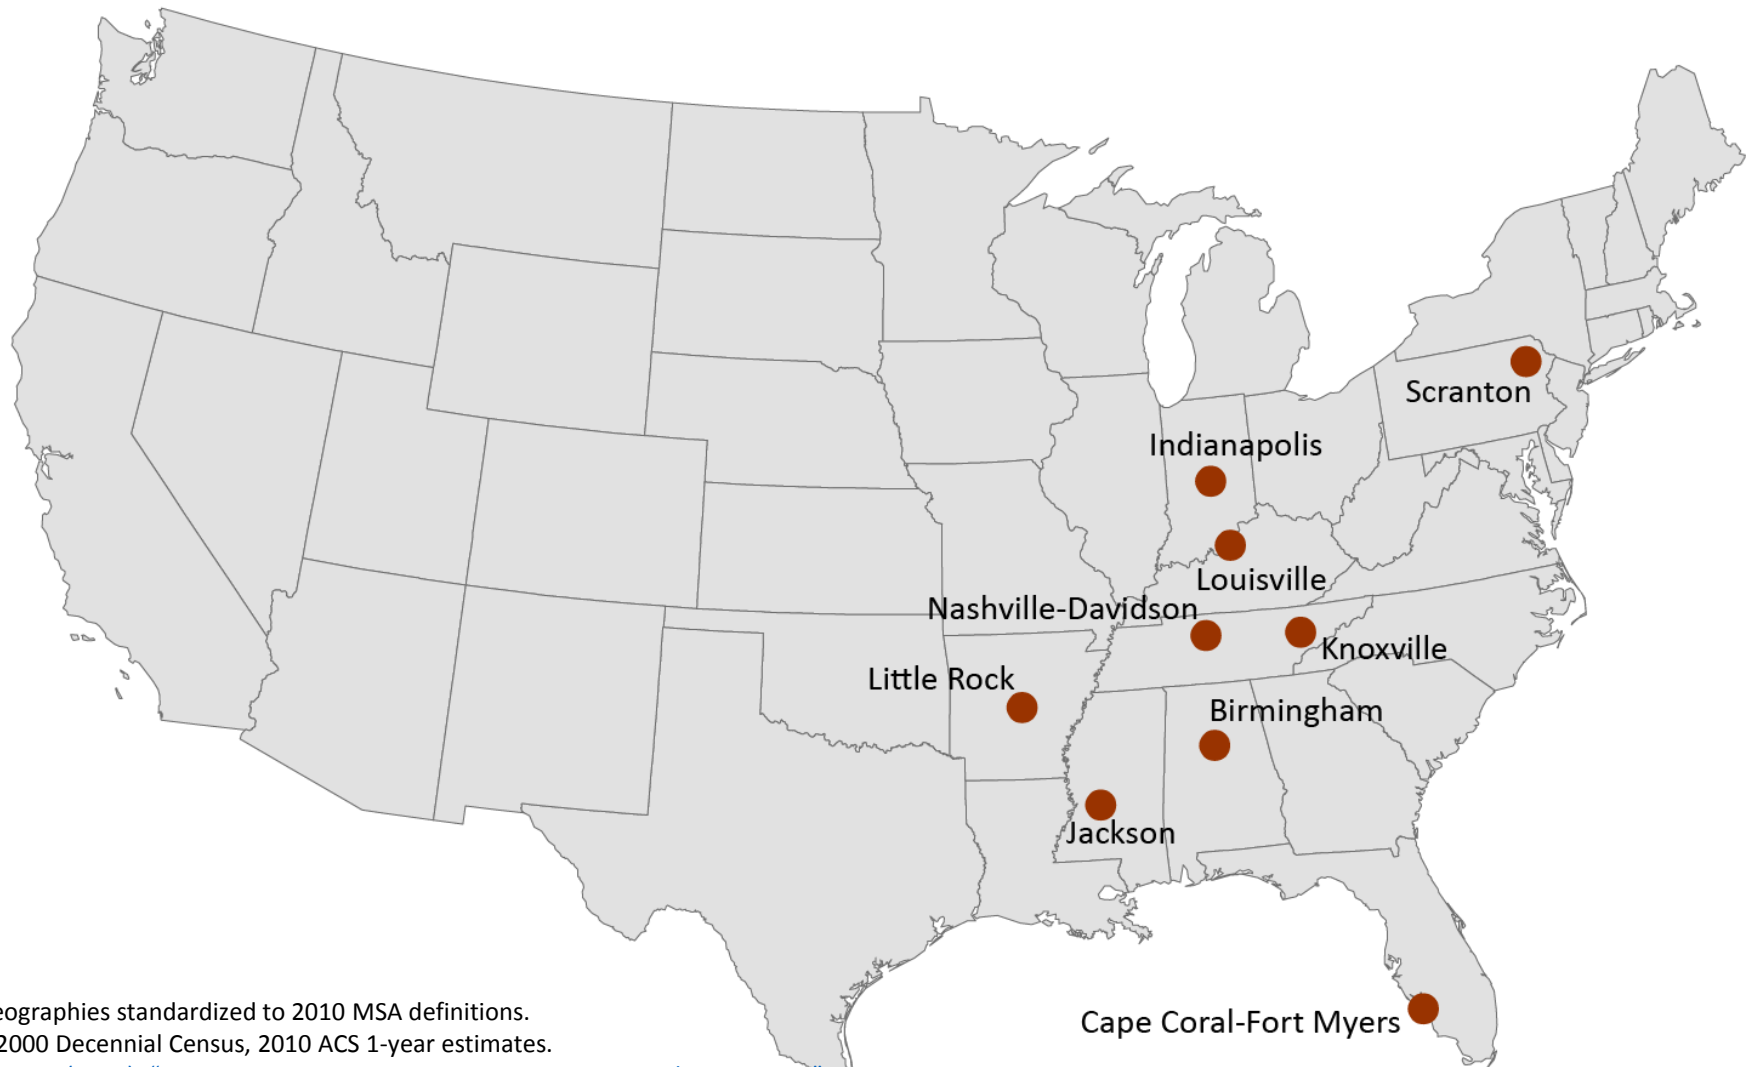 Scranton
Indianapolis
Louisville
Nashville-Davidson
Knoxville
Little Rock
Birmingham
Jackson
Cape Coral-Fort Myers
eographies standardized to 2010 MSA definitions.
2000 Decennial Census, 2010 ACS 1-year estimates.